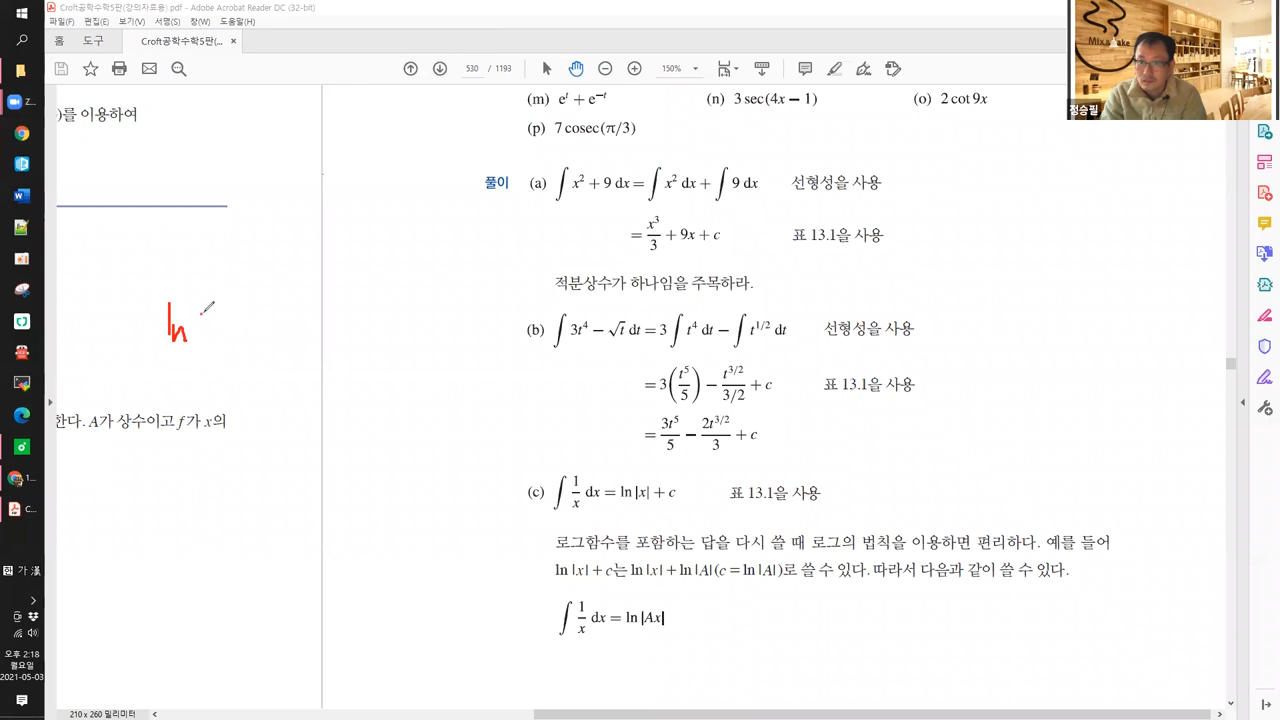 Croft공학수학5판(강의자료용).pdf - Adobe Acrobat Reader DC (32-bit)
파일(F) 편집(E) 보기(V) 서명(S) 창(W) 도움말(H)
홈 도구 Croft공학수학5판(... ×
530 / 1193 150%
)를 이용하여
(m) e^t + e^−t (n) 3 sec(4x − 1) (o) 2 cot 9x
(p) 7 cosec(π/3)
풀이 (a) ∫ x² + 9 dx = ∫ x² dx + ∫ 9 dx 선형성을 사용
= x³/3 + 9x + c 표 13.1을 사용
적분상수가 하나임을 주목하라.
(b) ∫ 3t⁴ − √t dt = 3 ∫ t⁴ dt − ∫ t^1/2 dt 선형성을 사용
ln
= 3(t⁵/5) − t^3/2/3/2 + c 표 13.1을 사용
한다. A가 상수이고 f가 x의
= 3t⁵/5 − 2t^3/2/3 + c
(c) ∫ 1/x dx = ln |x| + c 표 13.1을 사용
로그함수를 포함하는 답을 다시 쓸 때 로그의 법칙을 이용하면 편리하다. 예를 들어
ln |x| + c는 ln |x| + ln |A|(c = ln |A|)로 쓸 수 있다. 따라서 다음과 같이 쓸 수 있다.
∫ 1/x dx = ln |Ax|
정승필
한 가 漢
오후 2:18
월요일
2021-05-03
210 x 260 밀리미터